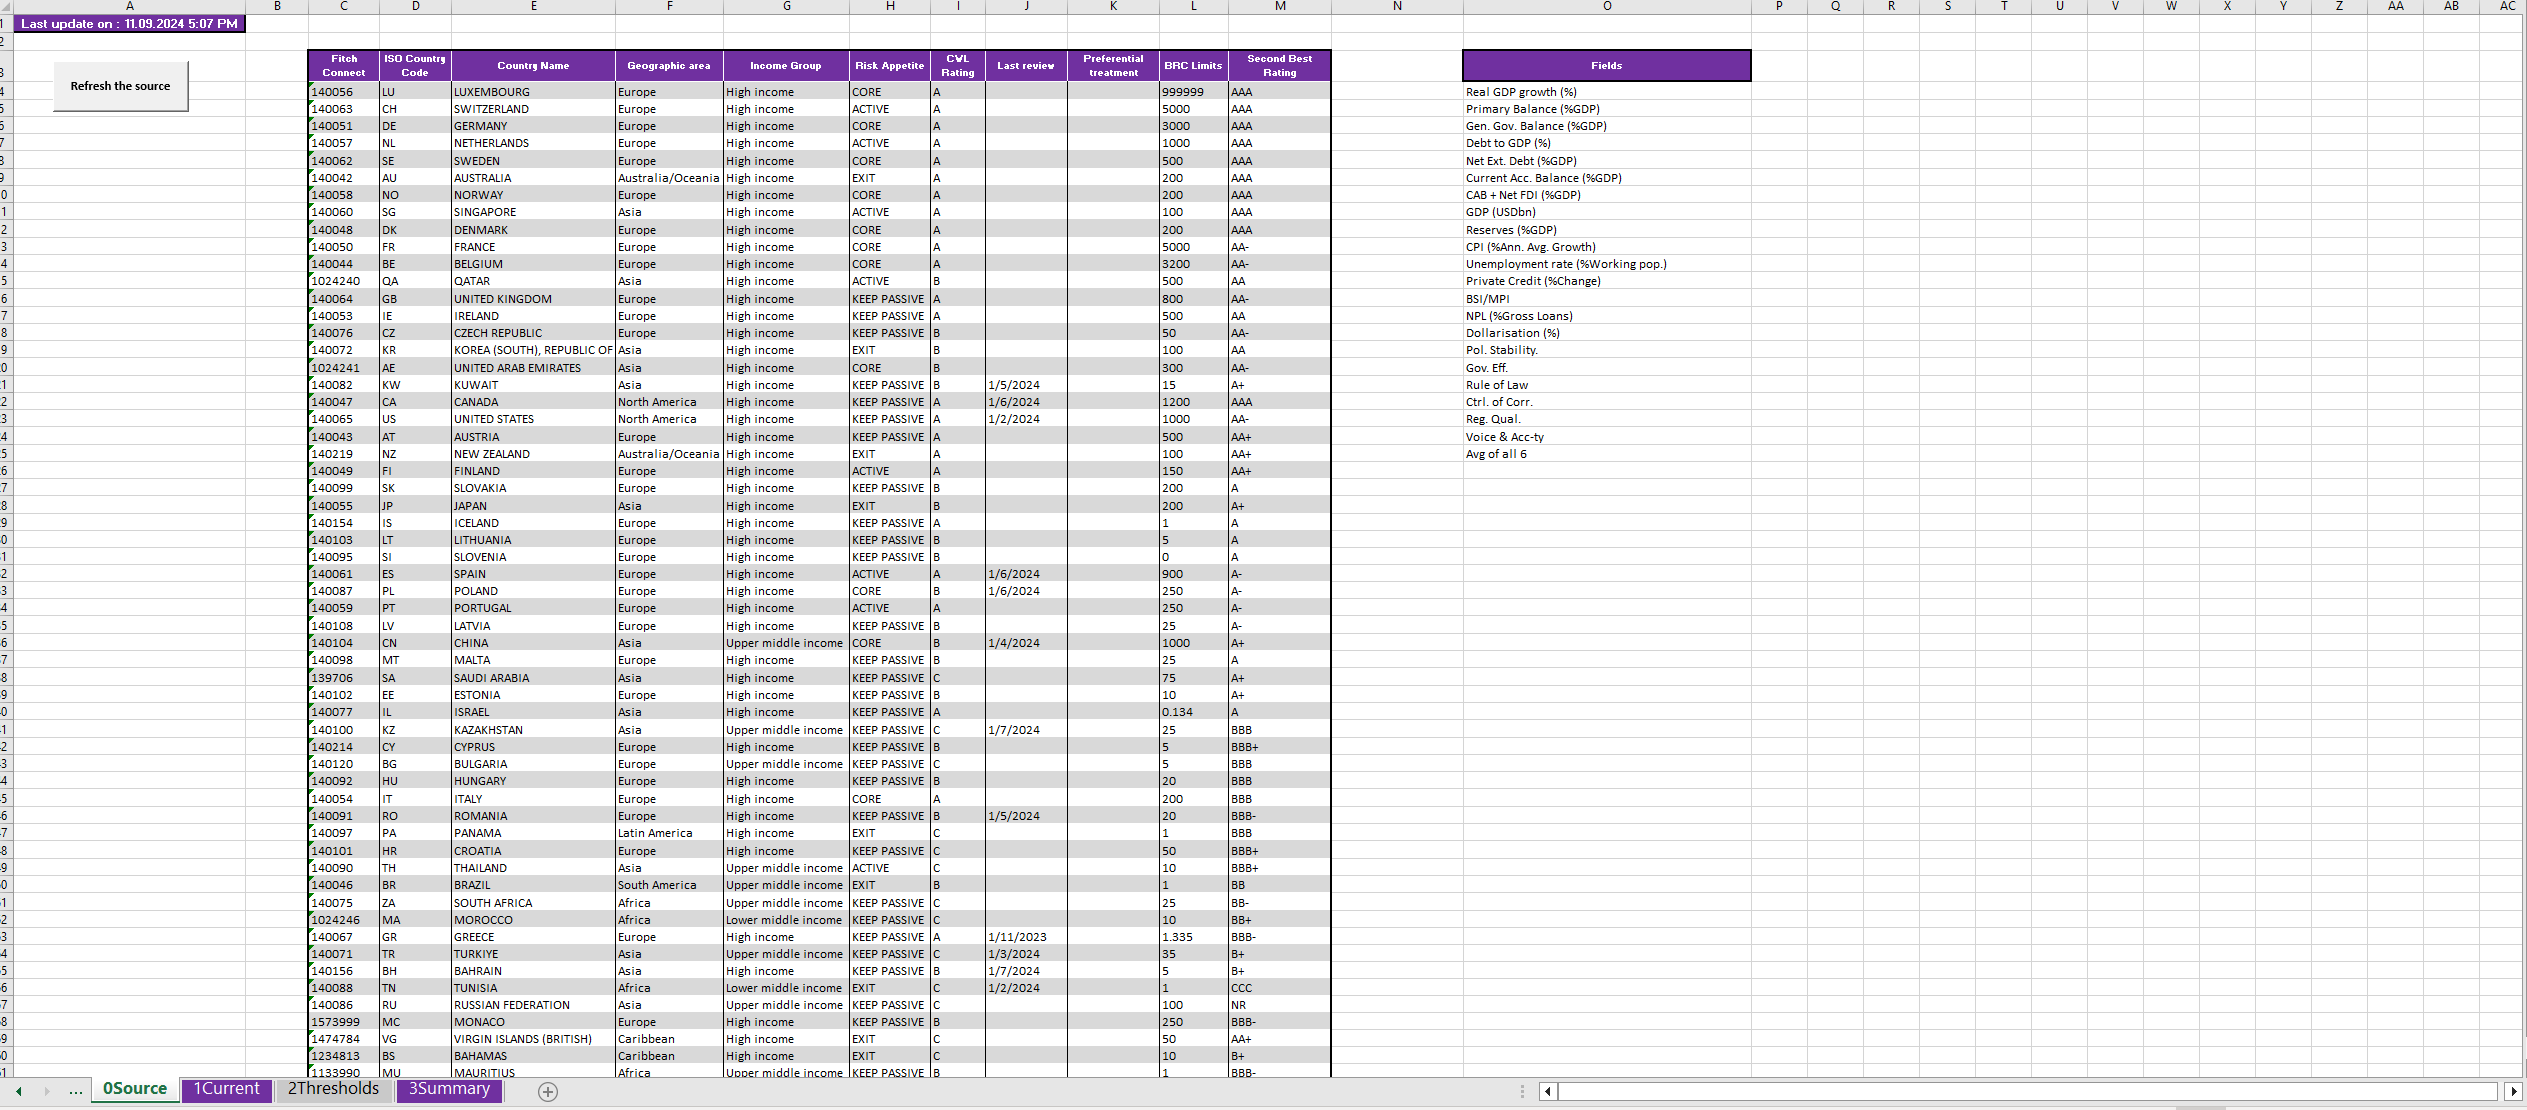 A B C D E F G H I J K L M N O P Q R S T U V W X Y Z AA AB AC
Last update on : 11.09.2024 5:07 PM
Refresh the source
Fitch Connect ISO Country Code Country Name Geographic area Income Group Risk Appetite CWL Rating Last review Preferential treatment BRC Limits Second Best Rating Fields
140056 LU LUXEMBOURG Europe High income CORE A 999999 AAA Real GDP growth (%)
140063 CH SWITZERLAND Europe High income ACTIVE A 5000 AAA Primary Balance (%GDP)
140051 DE GERMANY Europe High income CORE A 3000 AAA Gen. Gov. Balance (%GDP)
140057 NL NETHERLANDS Europe High income ACTIVE A 1000 AAA Debt to GDP (%)
140062 SE SWEDEN Europe High income CORE A 500 AAA Net Ext. Debt (%GDP)
140042 AU AUSTRALIA Australia/Oceania High income EXIT A 200 AAA Current Acc. Balance (%GDP)
140058 NO NORWAY Europe High income CORE A 200 AAA CAB + Net FDI (%GDP)
140060 SG SINGAPORE Asia High income ACTIVE A 100 AAA GDP (USDbn)
140048 DK DENMARK Europe High income CORE A 200 AAA Reserves (%GDP)
140050 FR FRANCE Europe High income CORE A 5000 AA- CPI (%Ann. Avg. Growth)
140044 BE BELGIUM Europe High income CORE A 3200 AA- Unemployment rate (%Working pop.)
1024240 QA QATAR Asia High income ACTIVE B 500 AA Private Credit (%Change)
140064 GB UNITED KINGDOM Europe High income KEEP PASSIVE A 800 AA- BSI/MPI
140053 IE IRELAND Europe High income KEEP PASSIVE A 500 AA NPL (%Gross Loans)
140076 CZ CZECH REPUBLIC Europe High income KEEP PASSIVE B 50 AA- Dollarisation (%)
140072 KR KOREA (SOUTH), REPUBLIC OF Asia High income EXIT B 100 AA Pol. Stability.
1024241 AE UNITED ARAB EMIRATES Asia High income CORE B 300 AA- Gov. Eff.
140082 KW KUWAIT Asia High income KEEP PASSIVE B 1/5/2024 15 A+ Rule of Law
140047 CA CANADA North America High income KEEP PASSIVE A 1/6/2024 1200 AAA Ctrl. of Corr.
140065 US UNITED STATES North America High income KEEP PASSIVE A 1/2/2024 1000 AA- Reg. Qual.
140043 AT AUSTRIA Europe High income KEEP PASSIVE A 500 AA+ Voice & Acc-ty
140219 NZ NEW ZEALAND Australia/Oceania High income EXIT A 100 AA+ Avg of all 6
140049 FI FINLAND Europe High income ACTIVE A 150 AA+
140099 SK SLOVAKIA Europe High income KEEP PASSIVE B 200 A
140055 JP JAPAN Asia High income EXIT B 200 A+
140154 IS ICELAND Europe High income KEEP PASSIVE A 1 A
140103 LT LITHUANIA Europe High income KEEP PASSIVE B 5 A
140095 SI SLOVENIA Europe High income KEEP PASSIVE B 0 A
140061 ES SPAIN Europe High income ACTIVE A 1/6/2024 900 A-
140087 PL POLAND Europe High income CORE B 1/6/2024 250 A-
140059 PT PORTUGAL Europe High income ACTIVE A 250 A-
140108 LV LATVIA Europe High income KEEP PASSIVE B 25 A-
140104 CN CHINA Asia Upper middle income CORE B 1/4/2024 1000 A+
140098 MT MALTA Europe High income KEEP PASSIVE B 25 A
139706 SA SAUDI ARABIA Asia High income KEEP PASSIVE C 75 A+
140102 EE ESTONIA Europe High income KEEP PASSIVE B 10 A+
140077 IL ISRAEL Asia High income KEEP PASSIVE A 0.134 A
140100 KZ KAZAKHSTAN Asia Upper middle income KEEP PASSIVE C 1/7/2024 25 BBB
140214 CY CYPRUS Europe High income KEEP PASSIVE B 5 BBB+
140120 BG BULGARIA Europe Upper middle income KEEP PASSIVE C 5 BBB
140092 HU HUNGARY Europe High income KEEP PASSIVE B 20 BBB
140054 IT ITALY Europe High income CORE A 200 BBB
140091 RO ROMANIA Europe High income KEEP PASSIVE B 1/5/2024 20 BBB-
140097 PA PANAMA Latin America High income EXIT C 1 BBB
140101 HR CROATIA Europe High income KEEP PASSIVE C 50 BBB+
140090 TH THAILAND Asia Upper middle income ACTIVE C 10 BBB+
140046 BR BRAZIL South America Upper middle income EXIT B 1 BB
140075 ZA SOUTH AFRICA Africa Upper middle income KEEP PASSIVE C 25 BB-
1024246 MA MOROCCO Africa Lower middle income KEEP PASSIVE C 10 BB+
140067 GR GREECE Europe High income KEEP PASSIVE A 1/11/2023 1.335 BBB-
140071 TR TURKIYE Asia Upper middle income KEEP PASSIVE C 1/3/2024 35 B+
140156 BH BAHRAIN Asia High income KEEP PASSIVE B 1/7/2024 5 B+
140088 TN TUNISIA Africa Lower middle income EXIT C 1/2/2024 1 CCC
140086 RU RUSSIAN FEDERATION Asia Upper middle income KEEP PASSIVE C 100 NR
1573999 MC MONACO Europe High income KEEP PASSIVE B 250 BBB-
1474784 VG VIRGIN ISLANDS (BRITISH) Caribbean High income EXIT C 50 AA+
1234813 BS BAHAMAS Caribbean High income EXIT C 10 B+
1133990 MU MAURITIUS Africa Upper middle income KEEP PASSIVE B 1 BBB-
... 0Source 1Current 2Thresholds 3Summary